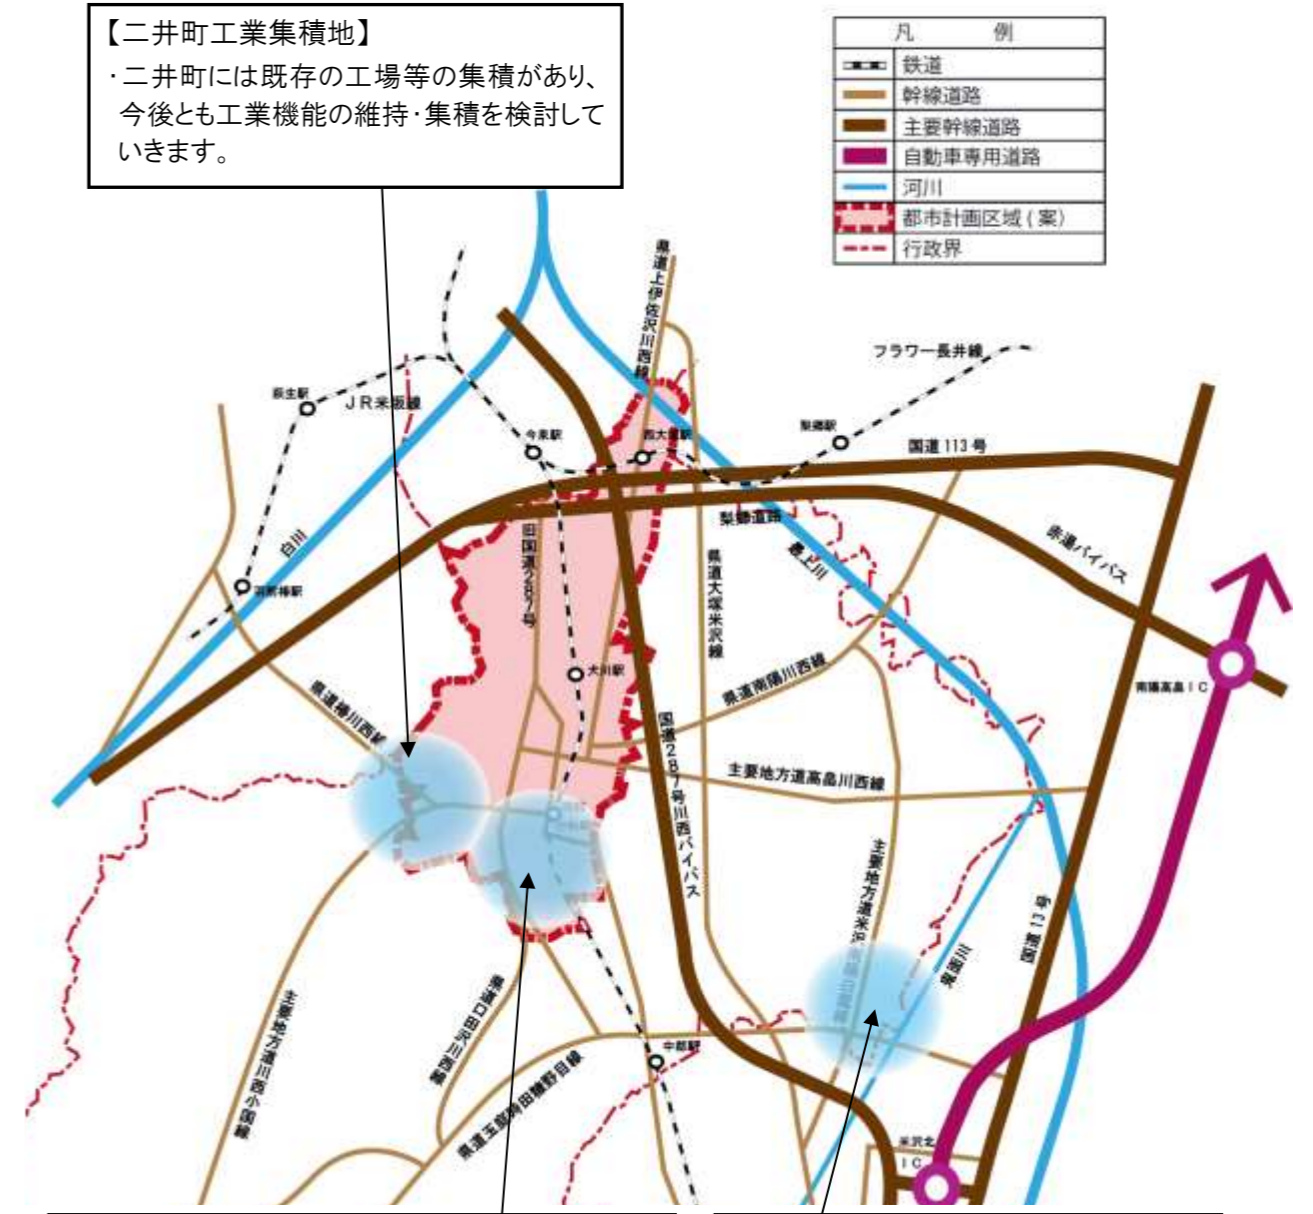 【二井町工業集積地】
・二井町には既存の工場等の集積があり、
今後とも工業機能の維持・集積を検討して
いきます。
凡 例
鉄道
幹線道路
主要幹線道路
自動車専用道路
河川
都市計画区域(案)
行政界
県道上伊佐沢川西線
フラワー長井線
萩生駅
JR米坂線
今泉駅
西大塚駅
梨郷駅
国道113号
白川
羽前椿駅
旧国道287号
梨郷道路
最上川
県道大塚米沢線
赤湯バイパス
犬川駅
県道南陽川西線
南陽高畠IC
県道椿川西線
国道287号川西バイパス
主要地方道高畠川西線
国道13号
主要地方道川西小国線
県道口田沢川西線
県道玉庭時田糠野目線
中郡駅
米沢北
IC